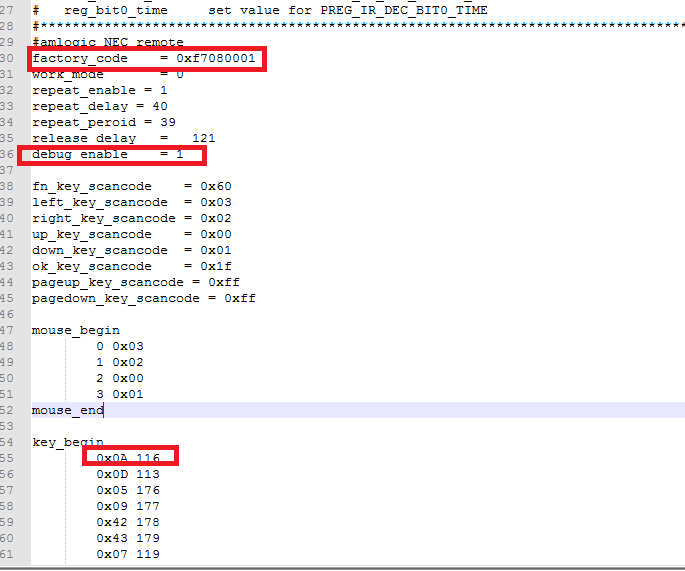 27 # reg_bit0_time set value for PREG_IR_DEC_BIT0_TIME
28 #*********************************************************************************
29 #amlogic NEC remote
30 factory_code = 0xf7080001
31 work_mode = 0
32 repeat_enable = 1
33 repeat_delay = 40
34 repeat_peroid = 39
35 release_delay = 121
36 debug_enable = 1
37
38 fn_key_scancode = 0x60
39 left_key_scancode = 0x03
40 right_key_scancode = 0x02
41 up_key_scancode = 0x00
42 down_key_scancode = 0x01
43 ok_key_scancode = 0x1f
44 pageup_key_scancode = 0xff
45 pagedown_key_scancode = 0xff
46
47 mouse_begin
48 0 0x03
49 1 0x02
50 2 0x00
51 3 0x01
52 mouse_end
53
54 key_begin
55 0x0A 116
56 0x0D 113
57 0x05 176
58 0x09 177
59 0x42 178
60 0x43 179
61 0x07 119